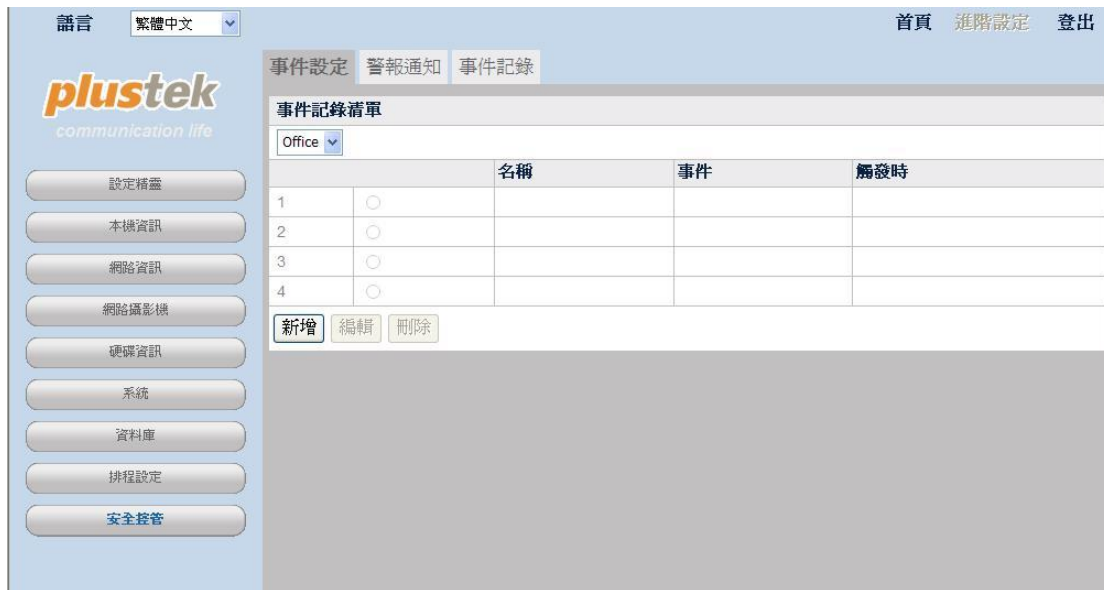 語言 繁體中文 首頁 進階設定 登出
plustek
communication life
事件設定 警報通知 事件記錄
事件記錄清單
Office
名稱 事件 觸發時
1
2
3
4
新增 編輯 刪除
設定精靈
本機資訊
網路資訊
網路攝影機
硬碟資訊
系統
資料庫
排程設定
安全控管